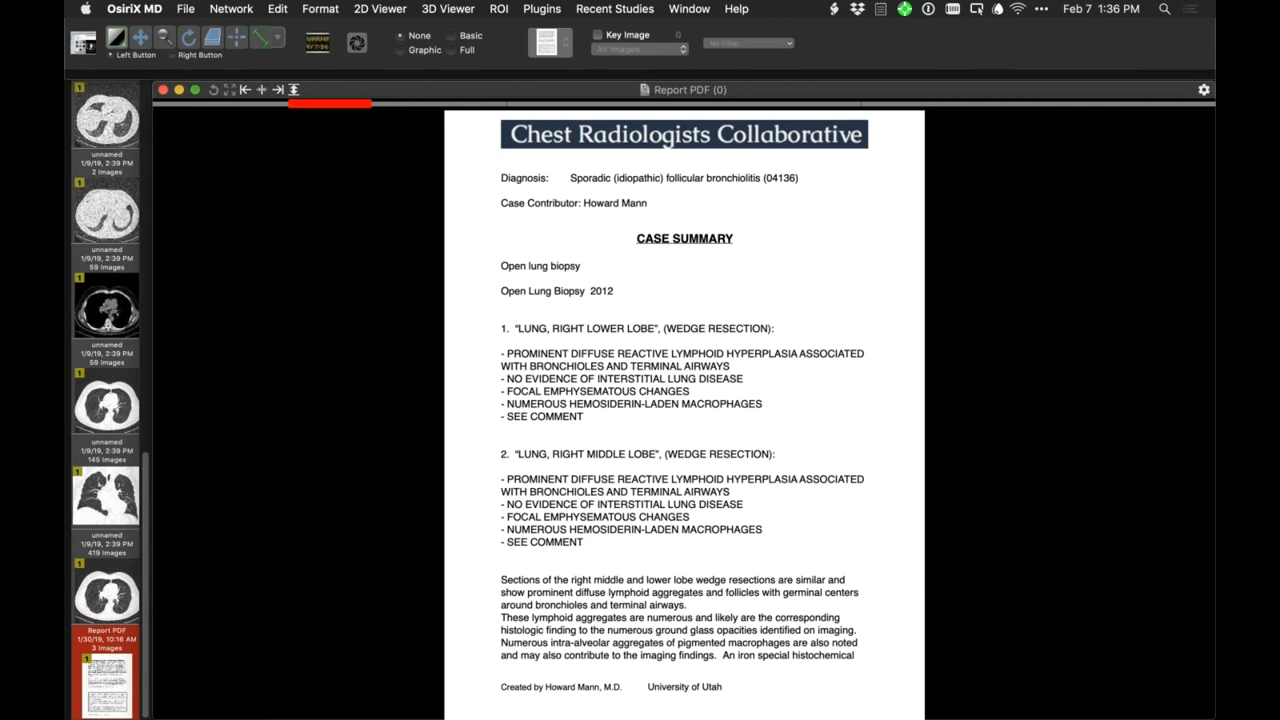 OsiriX MD File Network Edit Format 2D Viewer 3D Viewer ROI Plugins Recent Studies Window Help Feb 7 1:36 PM
None Basic Key Image 0 No Filter
Left Button Right Button Graphic Full All Images
Report PDF (0)
unnamed
1/9/19, 2:39 PM
2 Images
1
unnamed
1/9/19, 2:39 PM
59 Images
1
unnamed
1/9/19, 2:39 PM
59 Images
1
unnamed
1/9/19, 2:39 PM
145 Images
1
unnamed
1/9/19, 2:39 PM
419 Images
1
Report PDF
1/30/19, 10:16 AM
3 Images
1
Chest Radiologists Collaborative
Diagnosis: Sporadic (idiopathic) follicular bronchiolitis (04136)
Case Contributor: Howard Mann
CASE SUMMARY
Open lung biopsy
Open Lung Biopsy 2012
1. "LUNG, RIGHT LOWER LOBE", (WEDGE RESECTION):
- PROMINENT DIFFUSE REACTIVE LYMPHOID HYPERPLASIA ASSOCIATED
WITH BRONCHIOLES AND TERMINAL AIRWAYS
- NO EVIDENCE OF INTERSTITIAL LUNG DISEASE
- FOCAL EMPHYSEMATOUS CHANGES
- NUMEROUS HEMOSIDERIN-LADEN MACROPHAGES
- SEE COMMENT
2. "LUNG, RIGHT MIDDLE LOBE", (WEDGE RESECTION):
- PROMINENT DIFFUSE REACTIVE LYMPHOID HYPERPLASIA ASSOCIATED
WITH BRONCHIOLES AND TERMINAL AIRWAYS
- NO EVIDENCE OF INTERSTITIAL LUNG DISEASE
- FOCAL EMPHYSEMATOUS CHANGES
- NUMEROUS HEMOSIDERIN-LADEN MACROPHAGES
- SEE COMMENT
Sections of the right middle and lower lobe wedge resections are similar and
show prominent diffuse lymphoid aggregates and follicles with germinal centers
around bronchioles and terminal airways.
These lymphoid aggregates are numerous and likely are the corresponding
histologic finding to the numerous ground glass opacities identified on imaging.
Numerous intra-alveolar aggregates of pigmented macrophages are also noted
and may also contribute to the imaging findings. An iron special histochemical
Created by Howard Mann, M.D. University of Utah